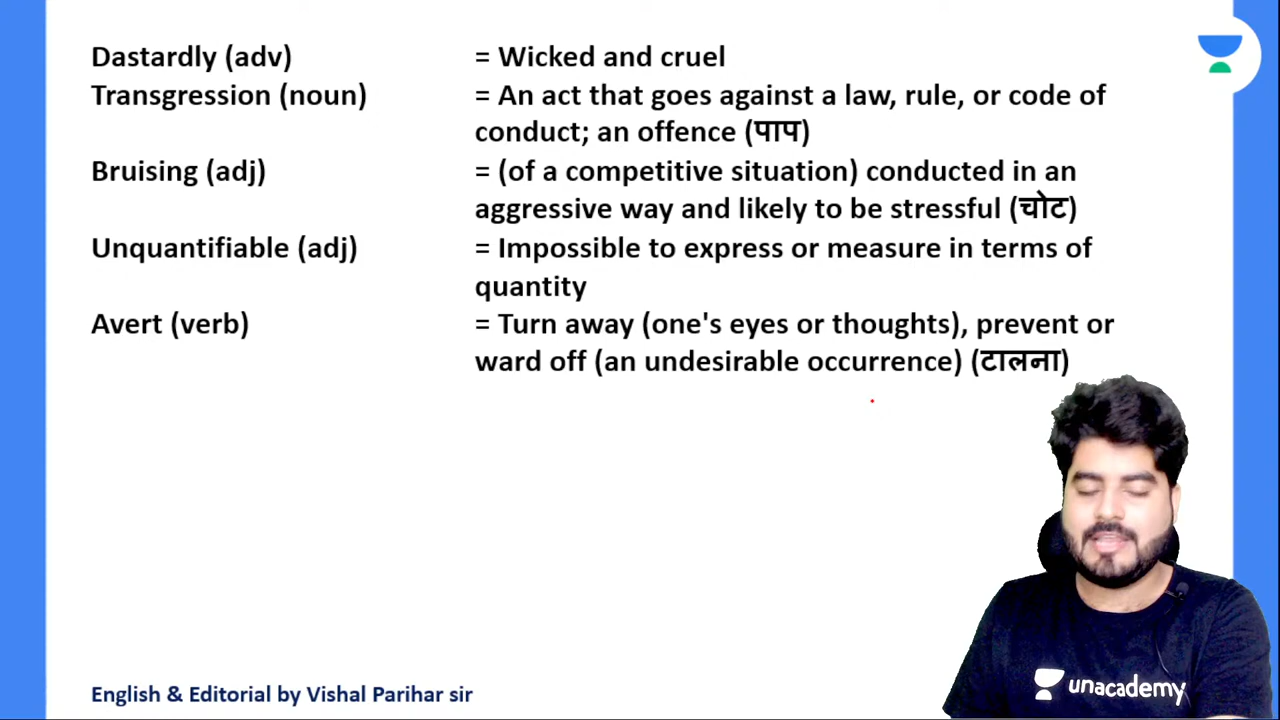 Dastardly (adv) = Wicked and cruel
Transgression (noun) = An act that goes against a law, rule, or code of
conduct; an offence (पाप)
Bruising (adj) = (of a competitive situation) conducted in an
aggressive way and likely to be stressful (चोट)
Unquantifiable (adj) = Impossible to express or measure in terms of
quantity
Avert (verb) = Turn away (one's eyes or thoughts), prevent or
ward off (an undesirable occurrence) (टालना)
unacademy
English & Editorial by Vishal Parihar sir